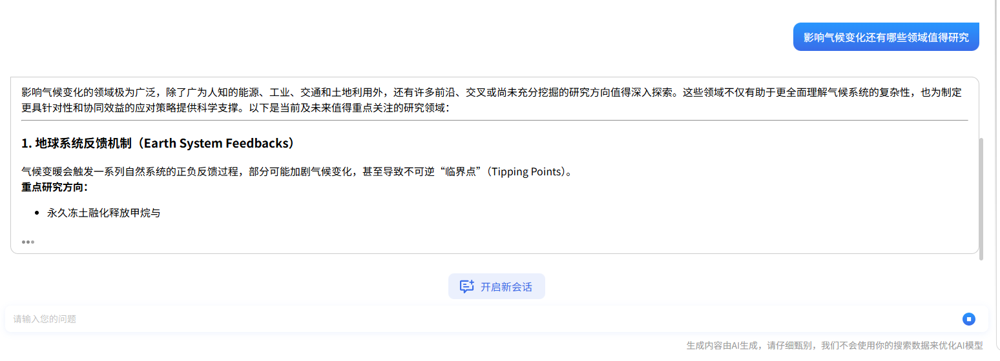 影响气候变化还有哪些领域值得研究
影响气候变化的领域极为广泛，除了广为人知的能源、工业、交通和土地利用外，还有许多前沿、交叉或尚未充分挖掘的研究方向值得深入探索。这些领域不仅有助于更全面理解气候系统的复杂性，也为制定
更具针对性和协同效益的应对策略提供科学支撑。以下是当前及未来值得重点关注的研究领域：
1. 地球系统反馈机制（Earth System Feedbacks）
气候变暖会触发一系列自然系统的正负反馈过程，部分可能加剧气候变化，甚至导致不可逆“临界点”（Tipping Points）。
重点研究方向：
• 永久冻土融化释放甲烷与
开启新会话
请输入您的问题
生成内容由AI生成，请仔细甄别，我们不会使用你的搜索数据来优化AI模型